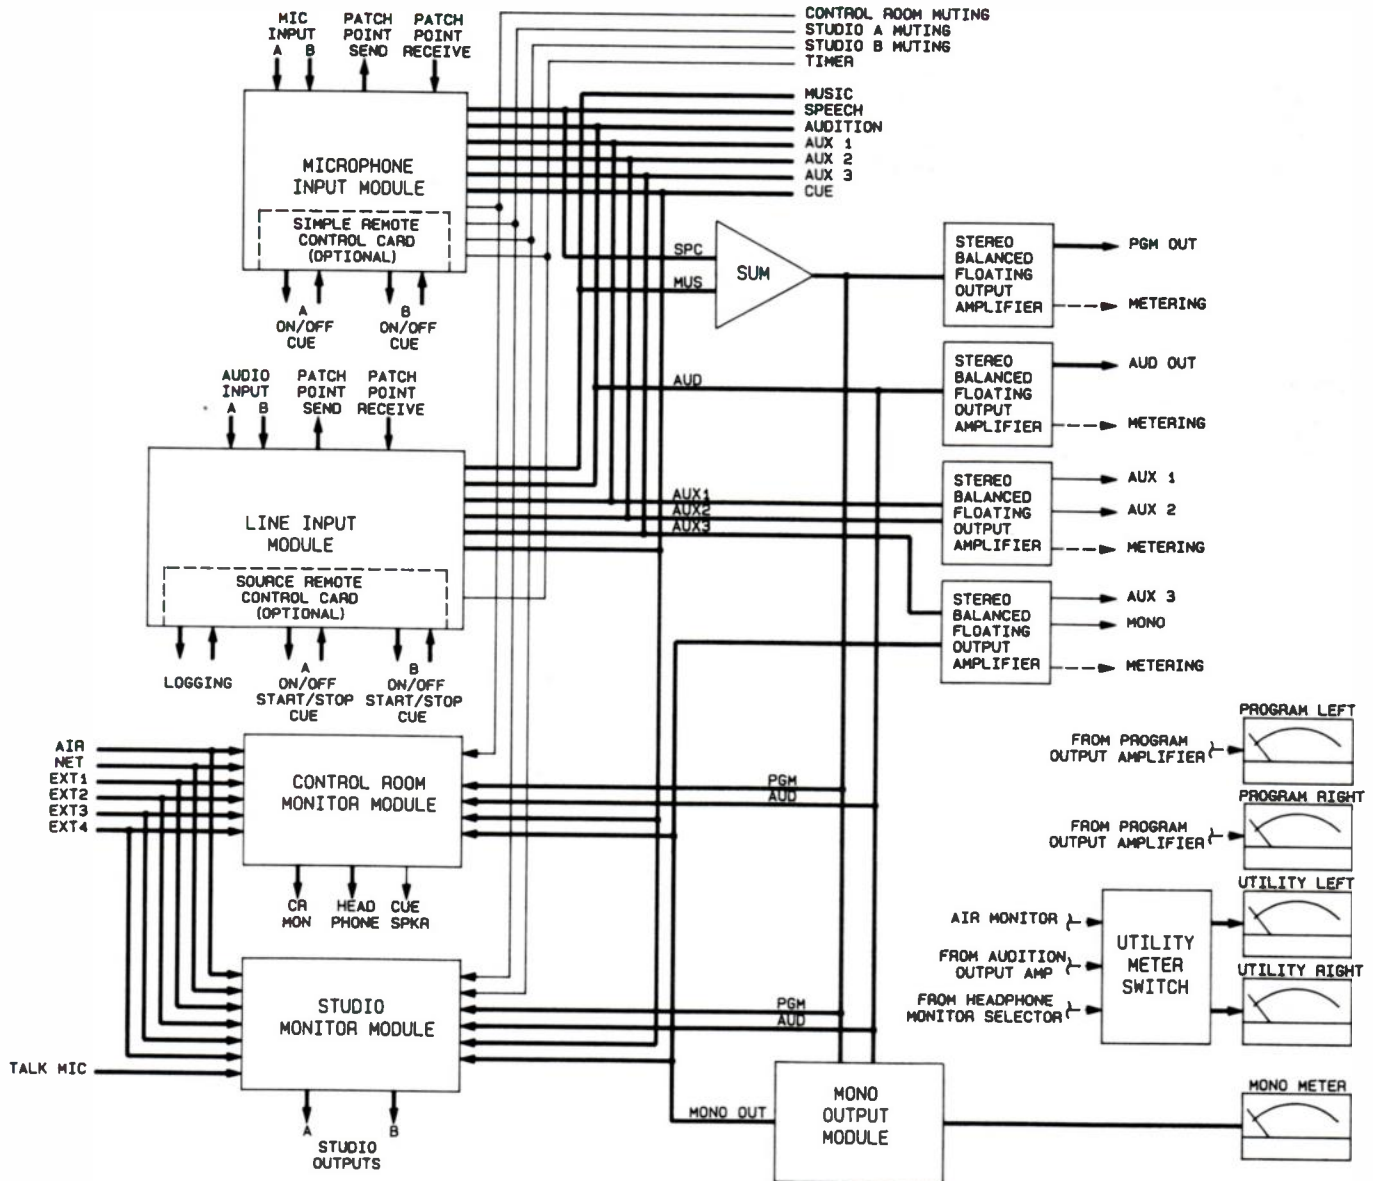 MIC
INPUT
A B
PATCH
POINT
SEND
PATCH
POINT
RECEIVE
CONTROL ROOM MUTING
STUDIO A MUTING
STUDIO B MUTING
TIMER
MUSIC
SPEECH
AUDITION
AUX 1
AUX 2
AUX 3
CUE
MICROPHONE
INPUT MODULE
SIMPLE REMOTE
CONTROL CARD
(OPTIONAL)
A
ON/OFF
CUE
B
ON/OFF
CUE
SPC
MUS
SUM
STEREO
BALANCED
FLOATING
OUTPUT
AMPLIFIER
PGM OUT
METERING
AUDIO
INPUT
A B
PATCH
POINT
SEND
PATCH
POINT
RECEIVE
AUD
STEREO
BALANCED
FLOATING
OUTPUT
AMPLIFIER
AUD OUT
METERING
LINE INPUT
MODULE
SOURCE REMOTE
CONTROL CARD
(OPTIONAL)
AUX1
AUX2
AUX3
STEREO
BALANCED
FLOATING
OUTPUT
AMPLIFIER
AUX 1
AUX 2
METERING
STEREO
BALANCED
FLOATING
OUTPUT
AMPLIFIER
AUX 3
MONO
METERING
LOGGING
A
ON/OFF
START/STOP
CUE
B
ON/OFF
START/STOP
CUE
AIR
NET
EXT1
EXT2
EXT3
EXT4
CONTROL ROOM
MONITOR MODULE
PGM
AUD
CR
MON
HEAD
PHONE
CUE
SPKR
FROM PROGRAM
OUTPUT AMPLIFIER
PROGRAM LEFT
FROM PROGRAM
OUTPUT AMPLIFIER
PROGRAM RIGHT
AIR MONITOR
FROM AUDITION
OUTPUT AMP
FROM HEADPHONE
MONITOR SELECTOR
UTILITY
METER
SWITCH
UTILITY LEFT
UTILITY RIGHT
STUDIO
MONITOR MODULE
PGM
AUD
TALK MIC
A B
STUDIO
OUTPUTS
MONO OUT
MONO
OUTPUT
MODULE
MONO METER